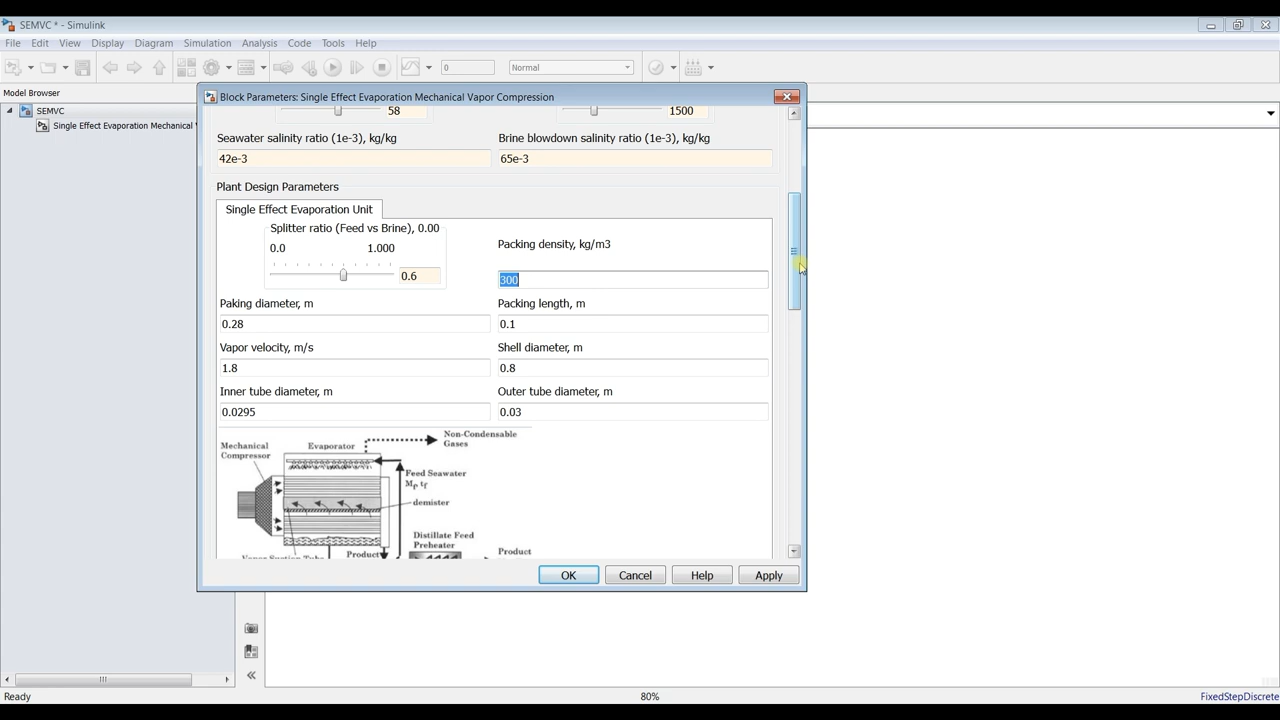 SEMVC * - Simulink
File Edit View Display Diagram Simulation Analysis Code Tools Help
0 Normal
Model Browser
SEMVC
Single Effect Evaporation Mechanical V
Block Parameters: Single Effect Evaporation Mechanical Vapor Compression
58 1500
Seawater salinity ratio (1e-3), kg/kg Brine blowdown salinity ratio (1e-3), kg/kg
42e-3 65e-3
Plant Design Parameters
Single Effect Evaporation Unit
Splitter ratio (Feed vs Brine), 0.00
0.0 1.000
0.6
Packing density, kg/m3
300
Paking diameter, m Packing length, m
0.28 0.1
Vapor velocity, m/s Shell diameter, m
1.8 0.8
Inner tube diameter, m Outer tube diameter, m
0.0295 0.03
Mechanical
Compressor
Evaporator
Non-Condensable
Gases
Feed Seawater
Mf, tf
demister
Distillate Feed
Preheater
Vapor Suction Tube
Product
Product
OK Cancel Help Apply
Ready 80% FixedStepDiscrete